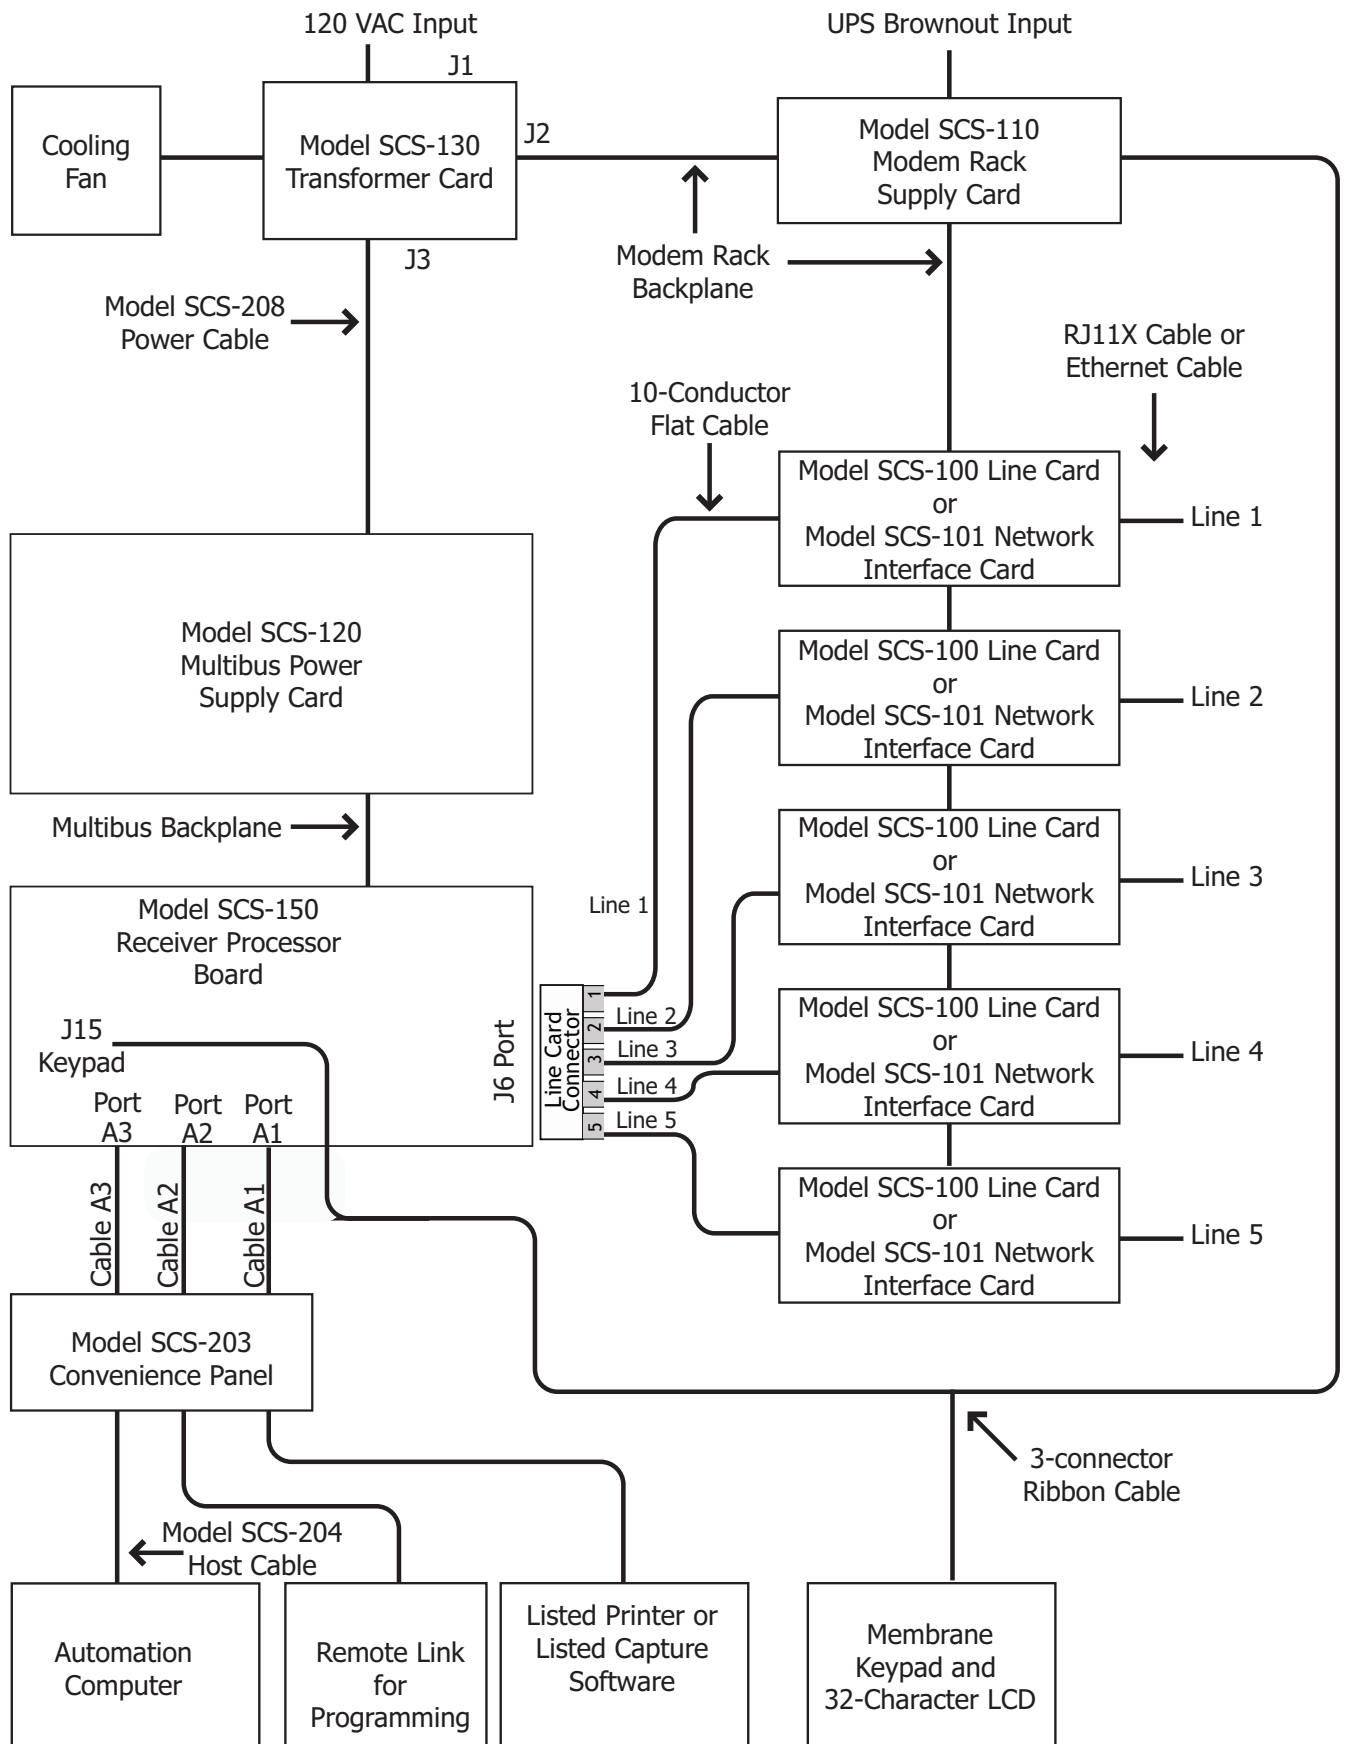 120 VAC Input
UPS Brownout Input
J1
Cooling
Fan
Model SCS-130
Transformer Card
J2
Model SCS-110
Modem Rack
Supply Card
J3
Modem Rack
Backplane
Model SCS-208
Power Cable
RJ11X Cable or
Ethernet Cable
10-Conductor
Flat Cable
Model SCS-100 Line Card
or
Model SCS-101 Network
Interface Card
Line 1
Model SCS-120
Multibus Power
Supply Card
Model SCS-100 Line Card
or
Model SCS-101 Network
Interface Card
Line 2
Multibus Backplane
Model SCS-100 Line Card
or
Model SCS-101 Network
Interface Card
Line 3
Model SCS-150
Receiver Processor
Board
J15
Keypad
Port
A3
Port
A2
Port
A1
J6 Port
Line Card
Connector
1
2
3
4
5
Line 1
Line 2
Line 3
Line 4
Line 5
Model SCS-100 Line Card
or
Model SCS-101 Network
Interface Card
Line 4
Model SCS-100 Line Card
or
Model SCS-101 Network
Interface Card
Line 5
Cable A3
Cable A2
Cable A1
Model SCS-203
Convenience Panel
3-connector
Ribbon Cable
Model SCS-204
Host Cable
Automation
Computer
Remote Link
for
Programming
Listed Printer or
Listed Capture
Software
Membrane
Keypad and
32-Character LCD